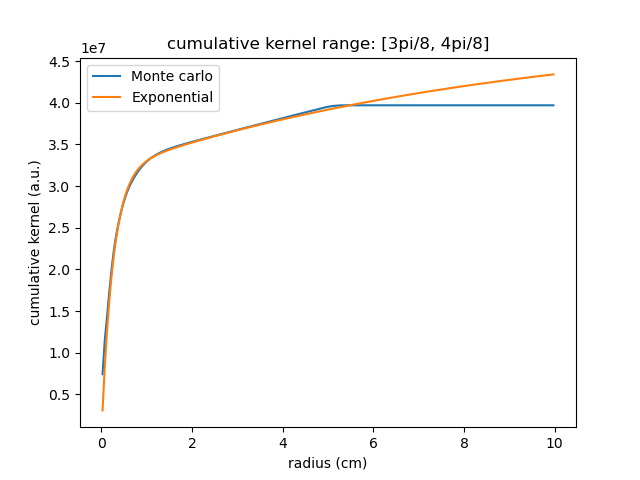 cumulative kernel range: [3pi/8, 4pi/8]
1e7
Monte carlo
Exponential
4.5
4.0
3.5
3.0
2.5
2.0
1.5
1.0
0.5
cumulative kernel (a.u.)
0 2 4 6 8 10
radius (cm)